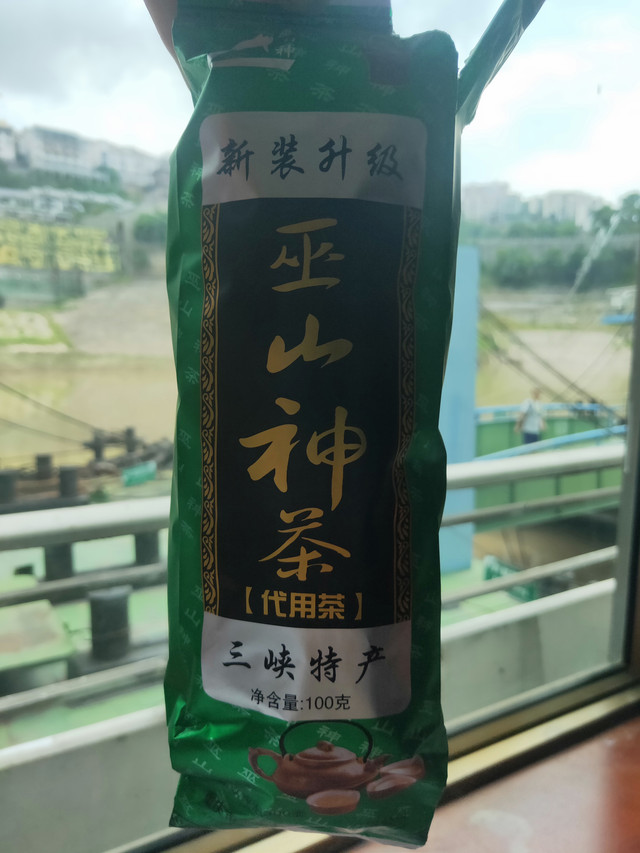 新装升级
巫山神茶
【代用茶】
三峡特产
净含量:100克